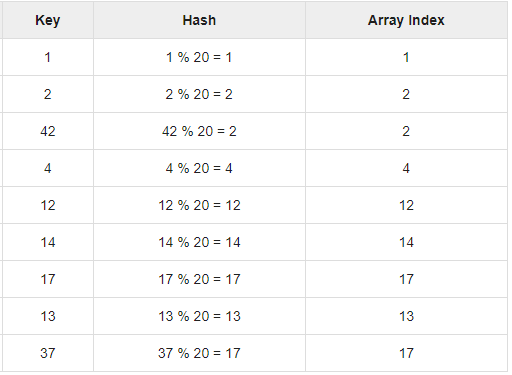 Key Hash Array Index
1 1 % 20 = 1 1
2 2 % 20 = 2 2
42 42 % 20 = 2 2
4 4 % 20 = 4 4
12 12 % 20 = 12 12
14 14 % 20 = 14 14
17 17 % 20 = 17 17
13 13 % 20 = 13 13
37 37 % 20 = 17 17